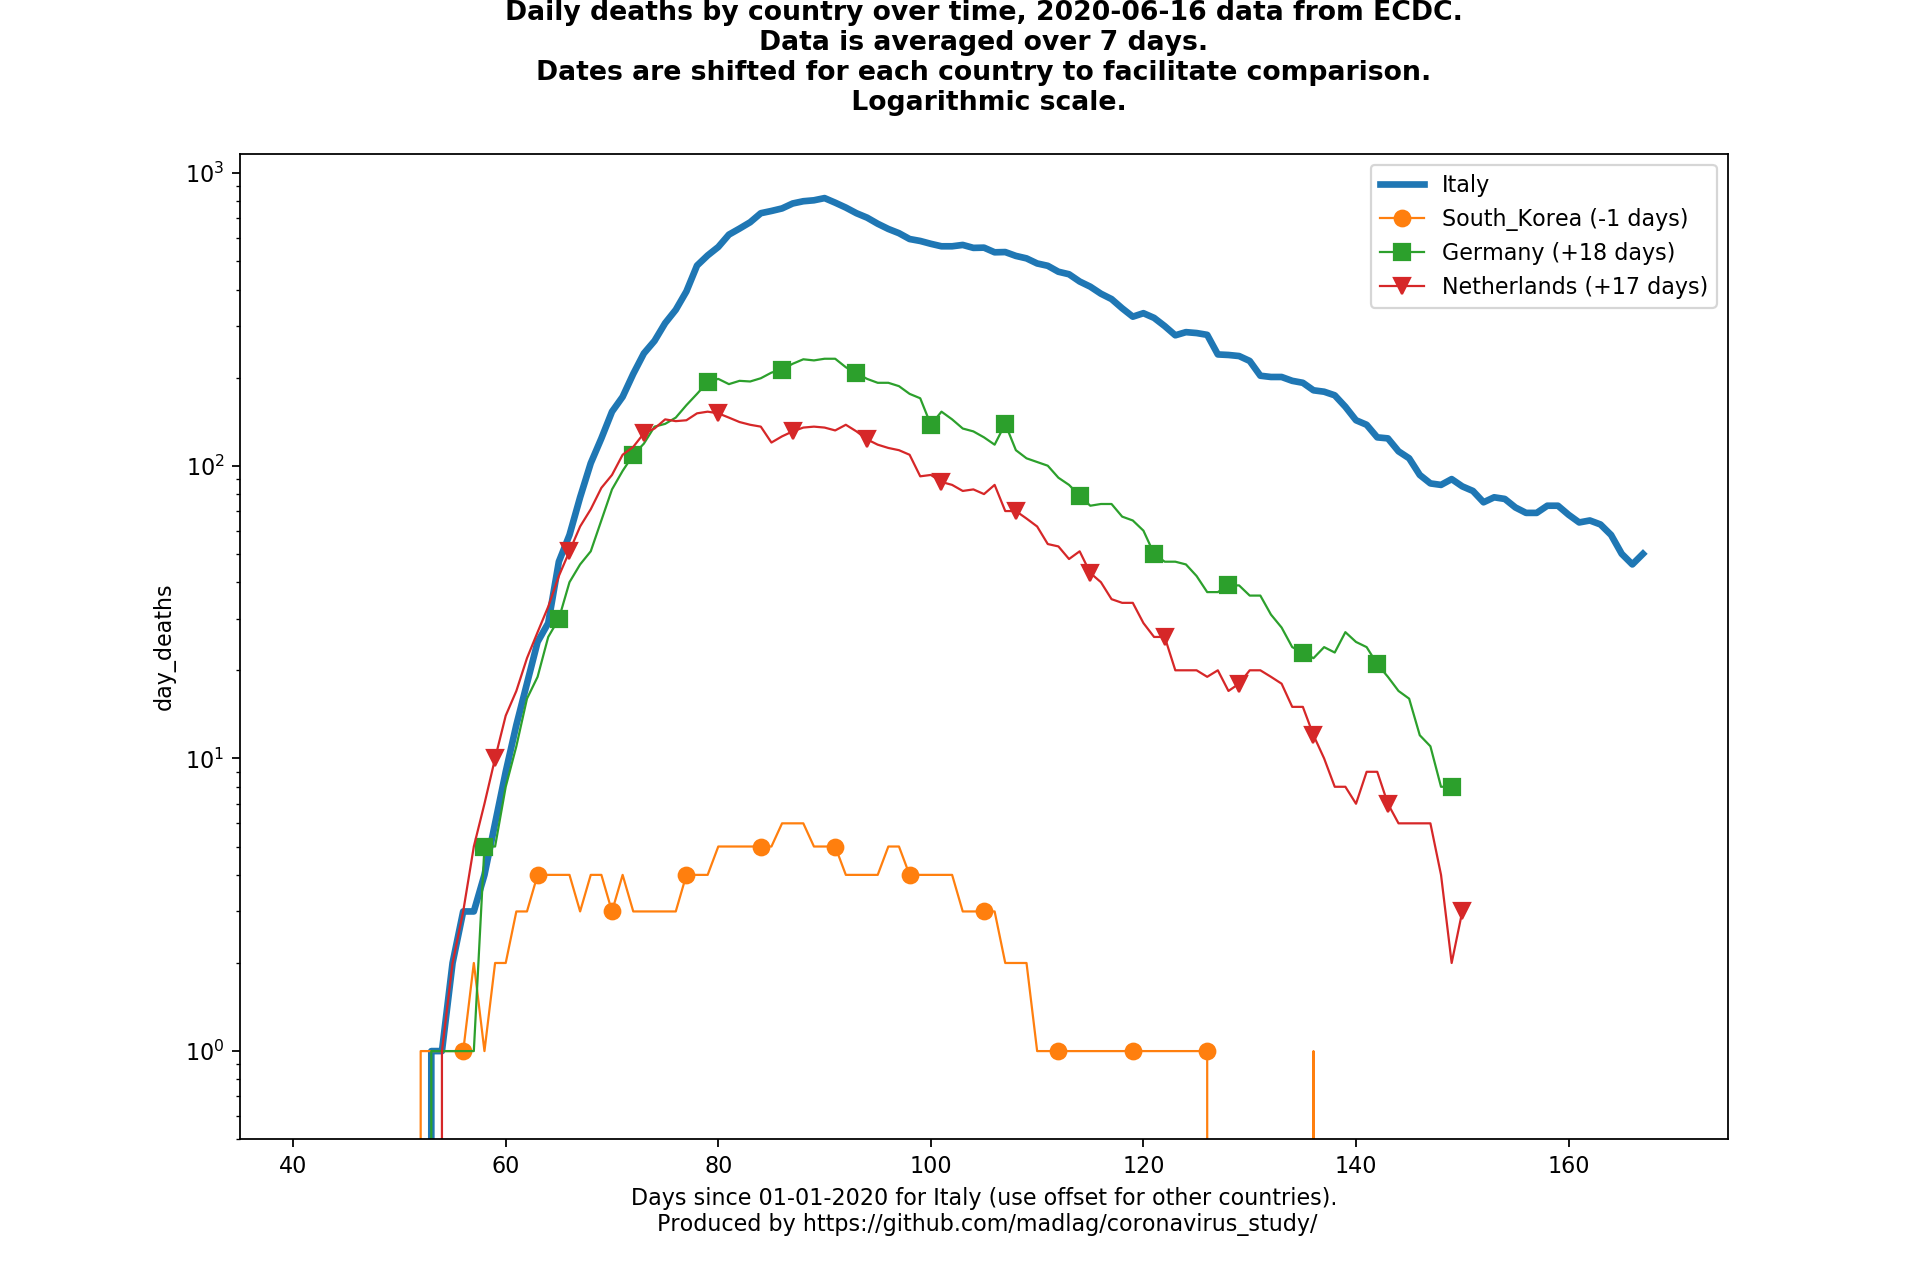 Daily deaths by country over time, 2020-06-16 data from ECDC.
Data is averaged over 7 days.
Dates are shifted for each country to facilitate comparison.
Logarithmic scale.
10³
Italy
South_Korea (-1 days)
Germany (+18 days)
Netherlands (+17 days)
10²
day_deaths
10¹
10⁰
40 60 80 100 120 140 160
Days since 01-01-2020 for Italy (use offset for other countries).
Produced by https://github.com/madlag/coronavirus_study/